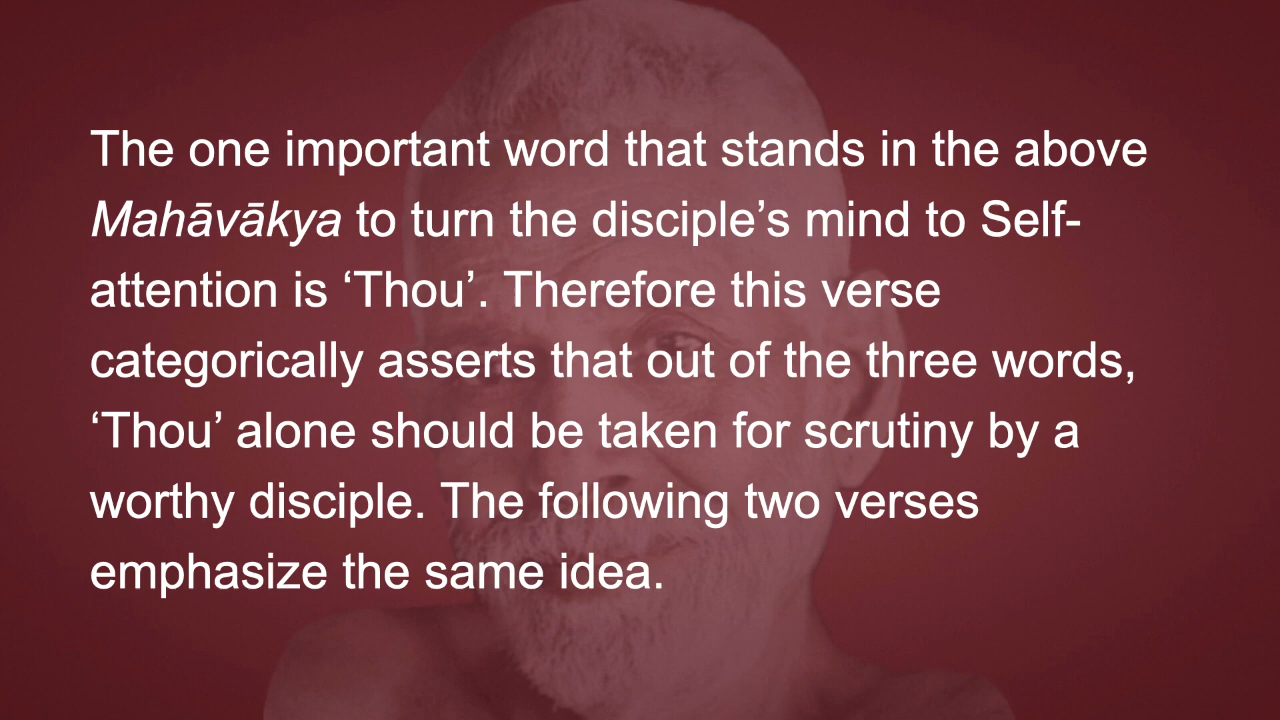 The one important word that stands in the above
Mahāvākya to turn the disciple’s mind to Self-
attention is ‘Thou’. Therefore this verse
categorically asserts that out of the three words,
‘Thou’ alone should be taken for scrutiny by a
worthy disciple. The following two verses
emphasize the same idea.